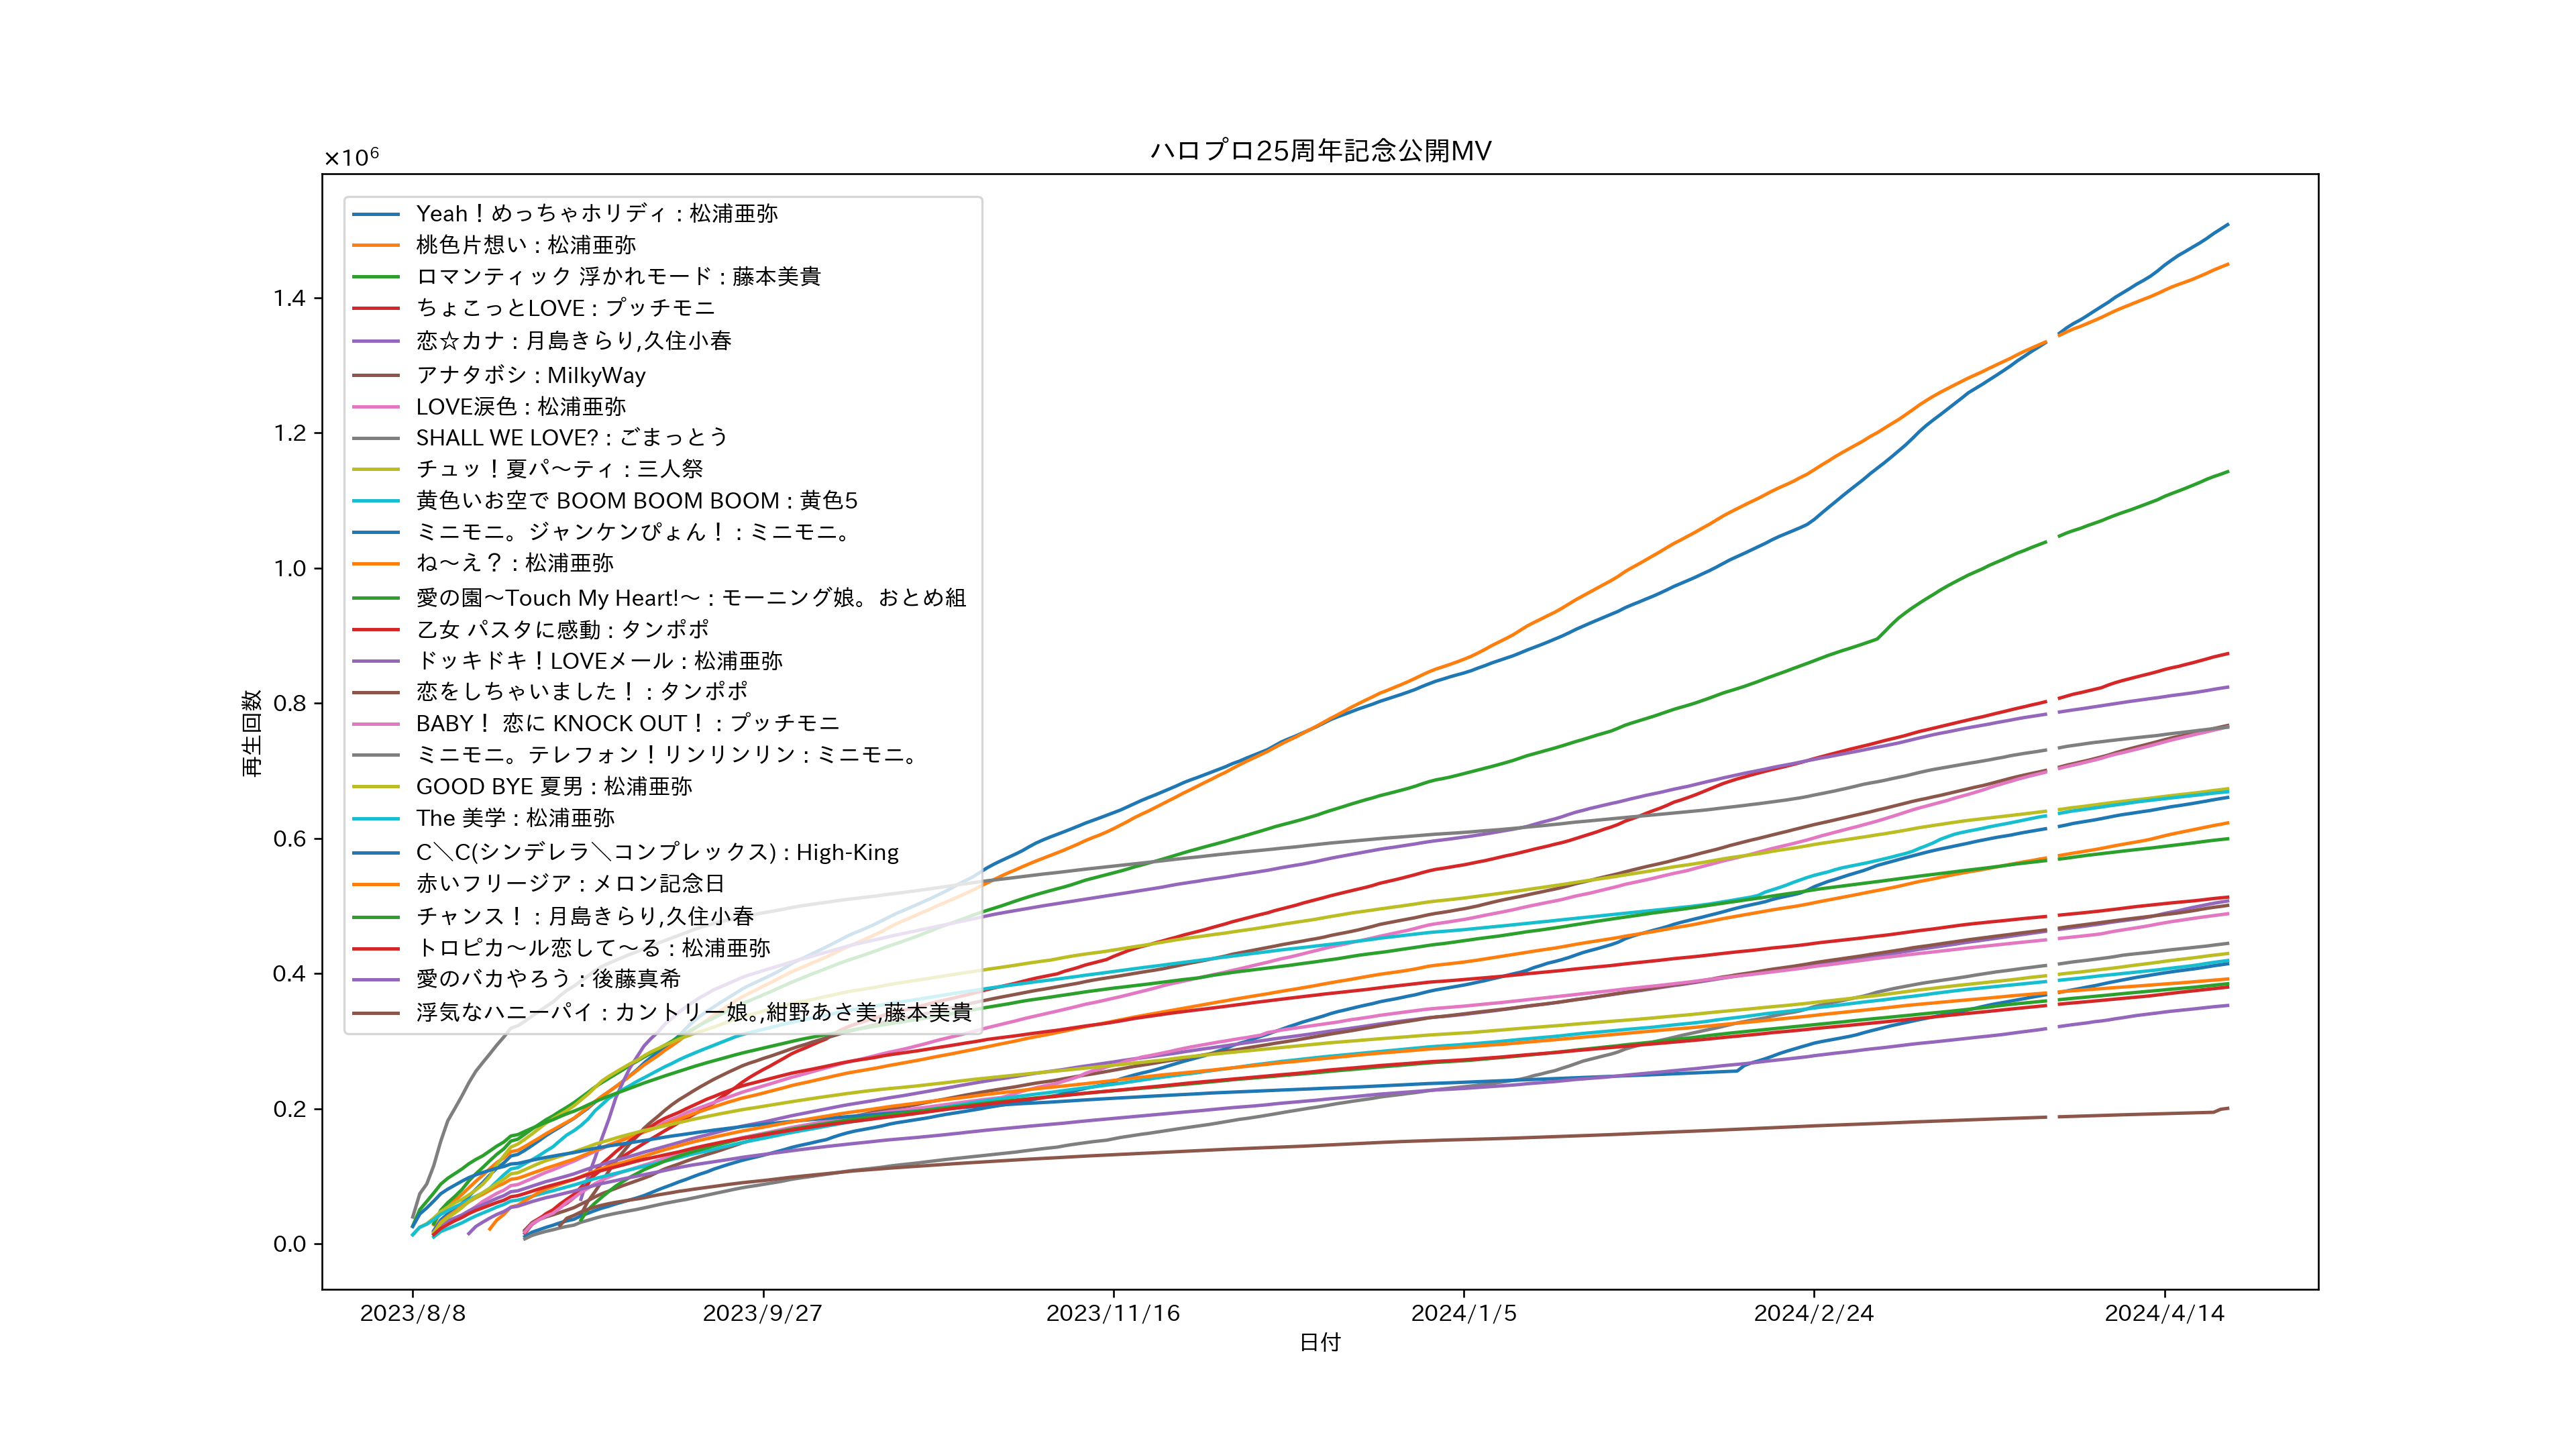 ハロプロ25周年記念公開MV
×10⁶
1.4
1.2
1.0
0.8
0.6
0.4
0.2
0.0
再生回数
Yeah！めっちゃホリディ : 松浦亜弥
桃色片想い : 松浦亜弥
ロマンティック 浮かれモード : 藤本美貴
ちょこっとLOVE : プッチモニ
恋☆カナ : 月島きらり,久住小春
アナタボシ : MilkyWay
LOVE涙色 : 松浦亜弥
SHALL WE LOVE? : ごまっとう
チュッ！夏パ〜ティ : 三人祭
黄色いお空で BOOM BOOM BOOM : 黄色5
ミニモニ。ジャンケンぴょん！ : ミニモニ。
ね〜え？ : 松浦亜弥
愛の園〜Touch My Heart!〜 : モーニング娘。おとめ組
乙女 パスタに感動 : タンポポ
ドッキドキ！LOVEメール : 松浦亜弥
恋をしちゃいました！ : タンポポ
BABY！ 恋に KNOCK OUT！ : プッチモニ
ミニモニ。テレフォン！リンリンリン : ミニモニ。
GOOD BYE 夏男 : 松浦亜弥
The 美学 : 松浦亜弥
C＼C(シンデレラ＼コンプレックス) : High-King
赤いフリージア : メロン記念日
チャンス！ : 月島きらり,久住小春
トロピカ〜ル恋して〜る : 松浦亜弥
愛のバカやろう : 後藤真希
浮気なハニーパイ : カントリー娘。,紺野あさ美,藤本美貴
2023/8/8
2023/9/27
2023/11/16
2024/1/5
2024/2/24
2024/4/14
日付